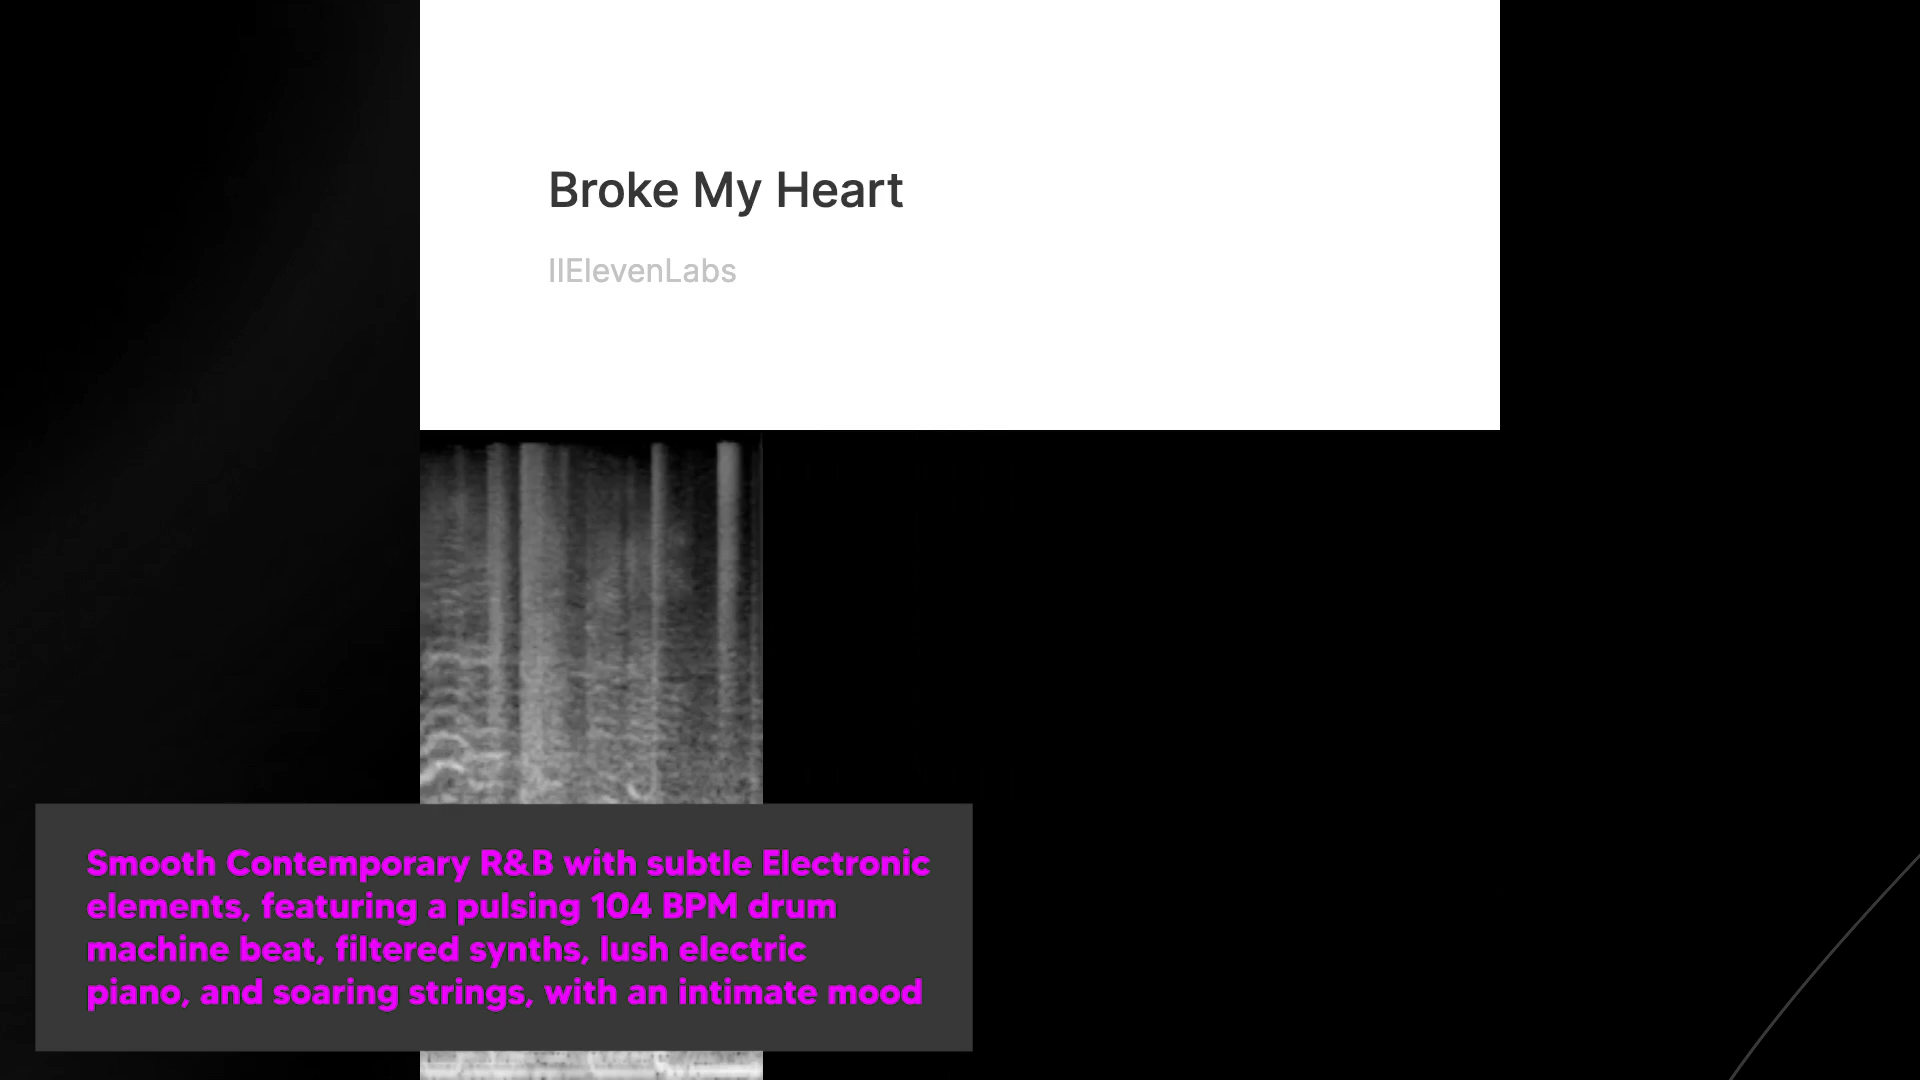 Broke My Heart
IIElevenLabs
Smooth Contemporary R&B with subtle Electronic
elements, featuring a pulsing 104 BPM drum
machine beat, filtered synths, lush electric
piano, and soaring strings, with an intimate mood